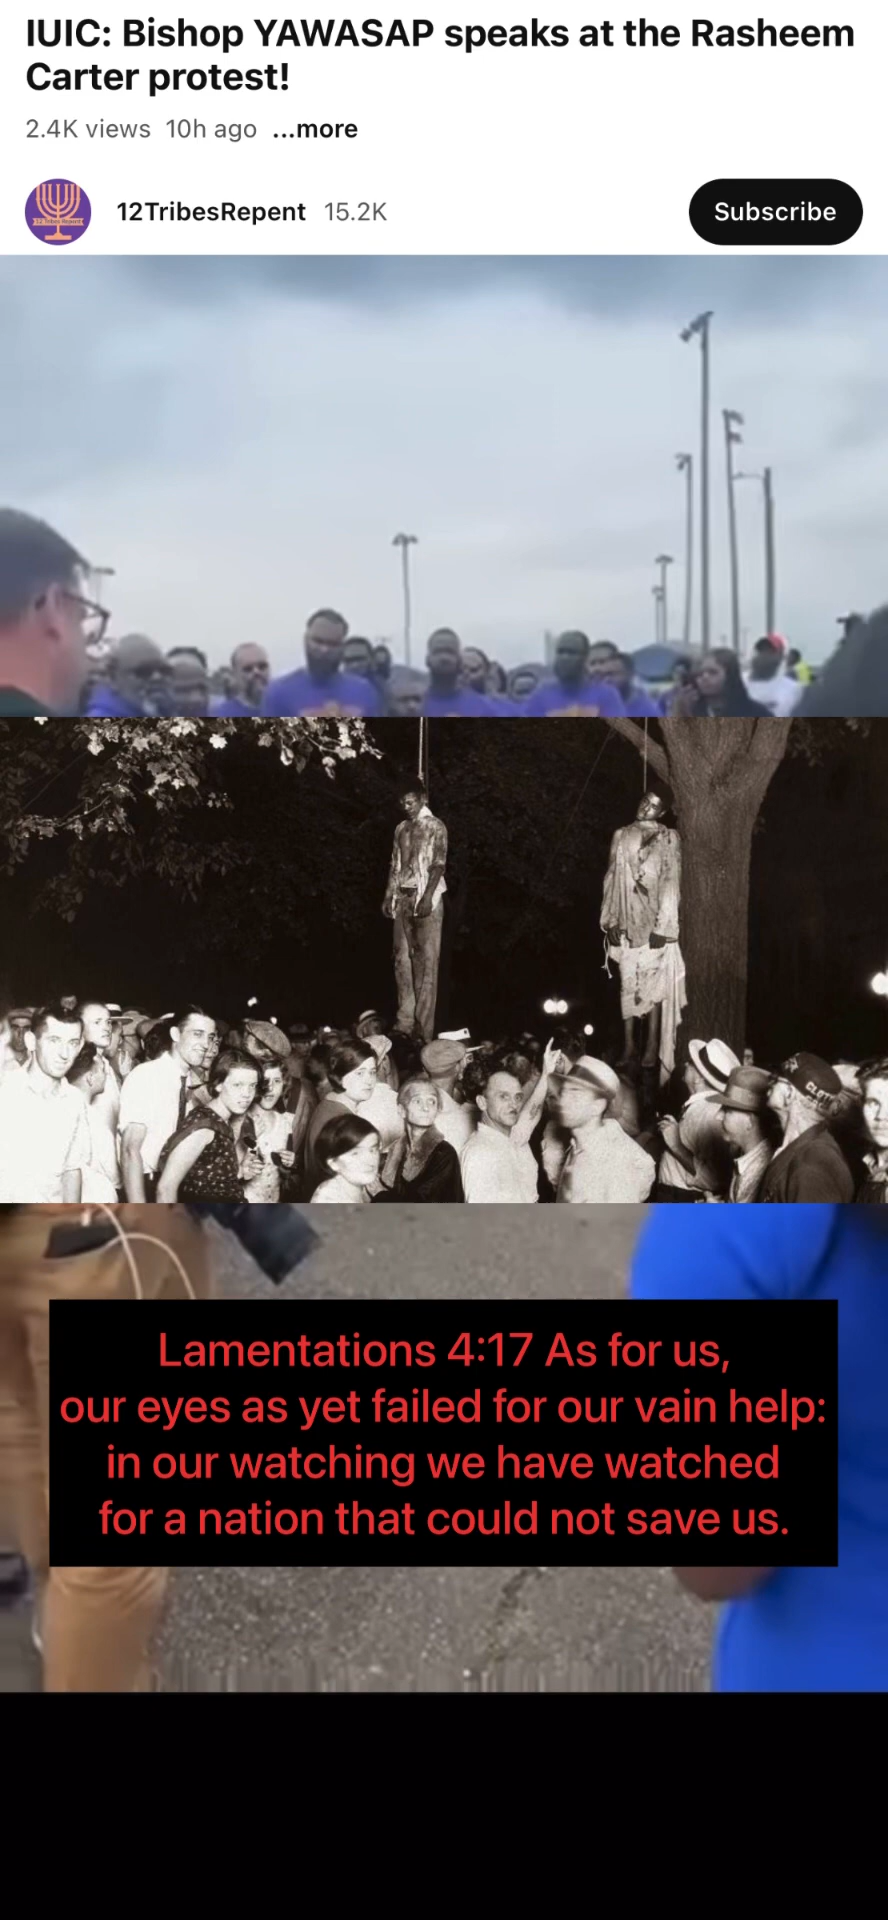 IUIC: Bishop YAWASAP speaks at the Rasheem
Carter protest!
2.4K views 10h ago ...more
12TribesRepent 15.2K
Subscribe
Lamentations 4:17 As for us,
our eyes as yet failed for our vain help:
in our watching we have watched
for a nation that could not save us.